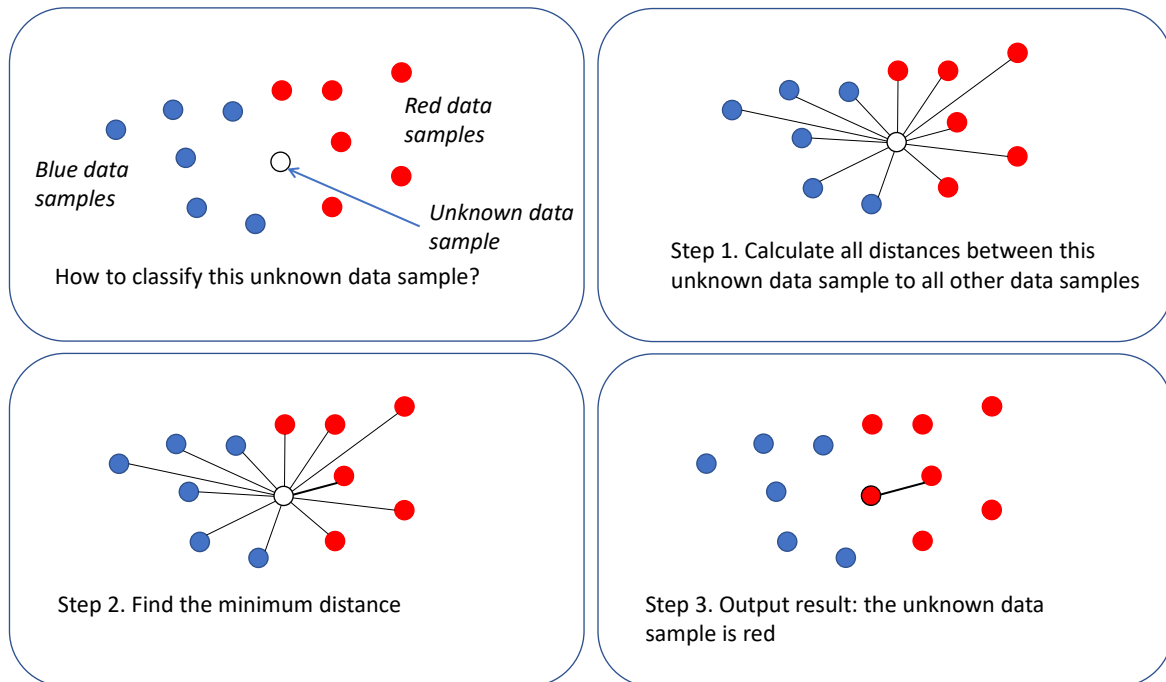 Red data
samples
Blue data
samples
Unknown data
sample
How to classify this unknown data sample?
Step 1. Calculate all distances between this
unknown data sample to all other data samples
Step 2. Find the minimum distance
Step 3. Output result: the unknown data
sample is red